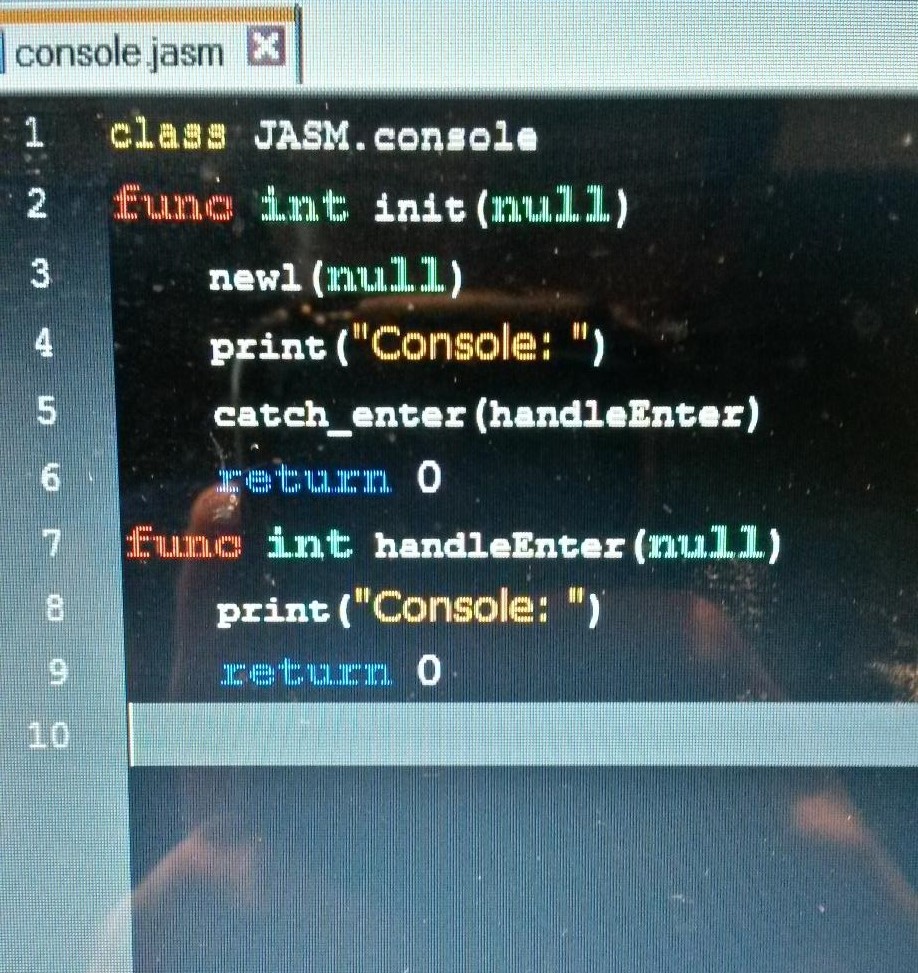 console.jasm
1 class JASM.console
2 func int init(null)
3 newl(null)
4 print("Console: ")
5 catch_enter(handleEnter)
6 return 0
7 func int handleEnter(null)
8 print("Console: ")
9 return 0
10